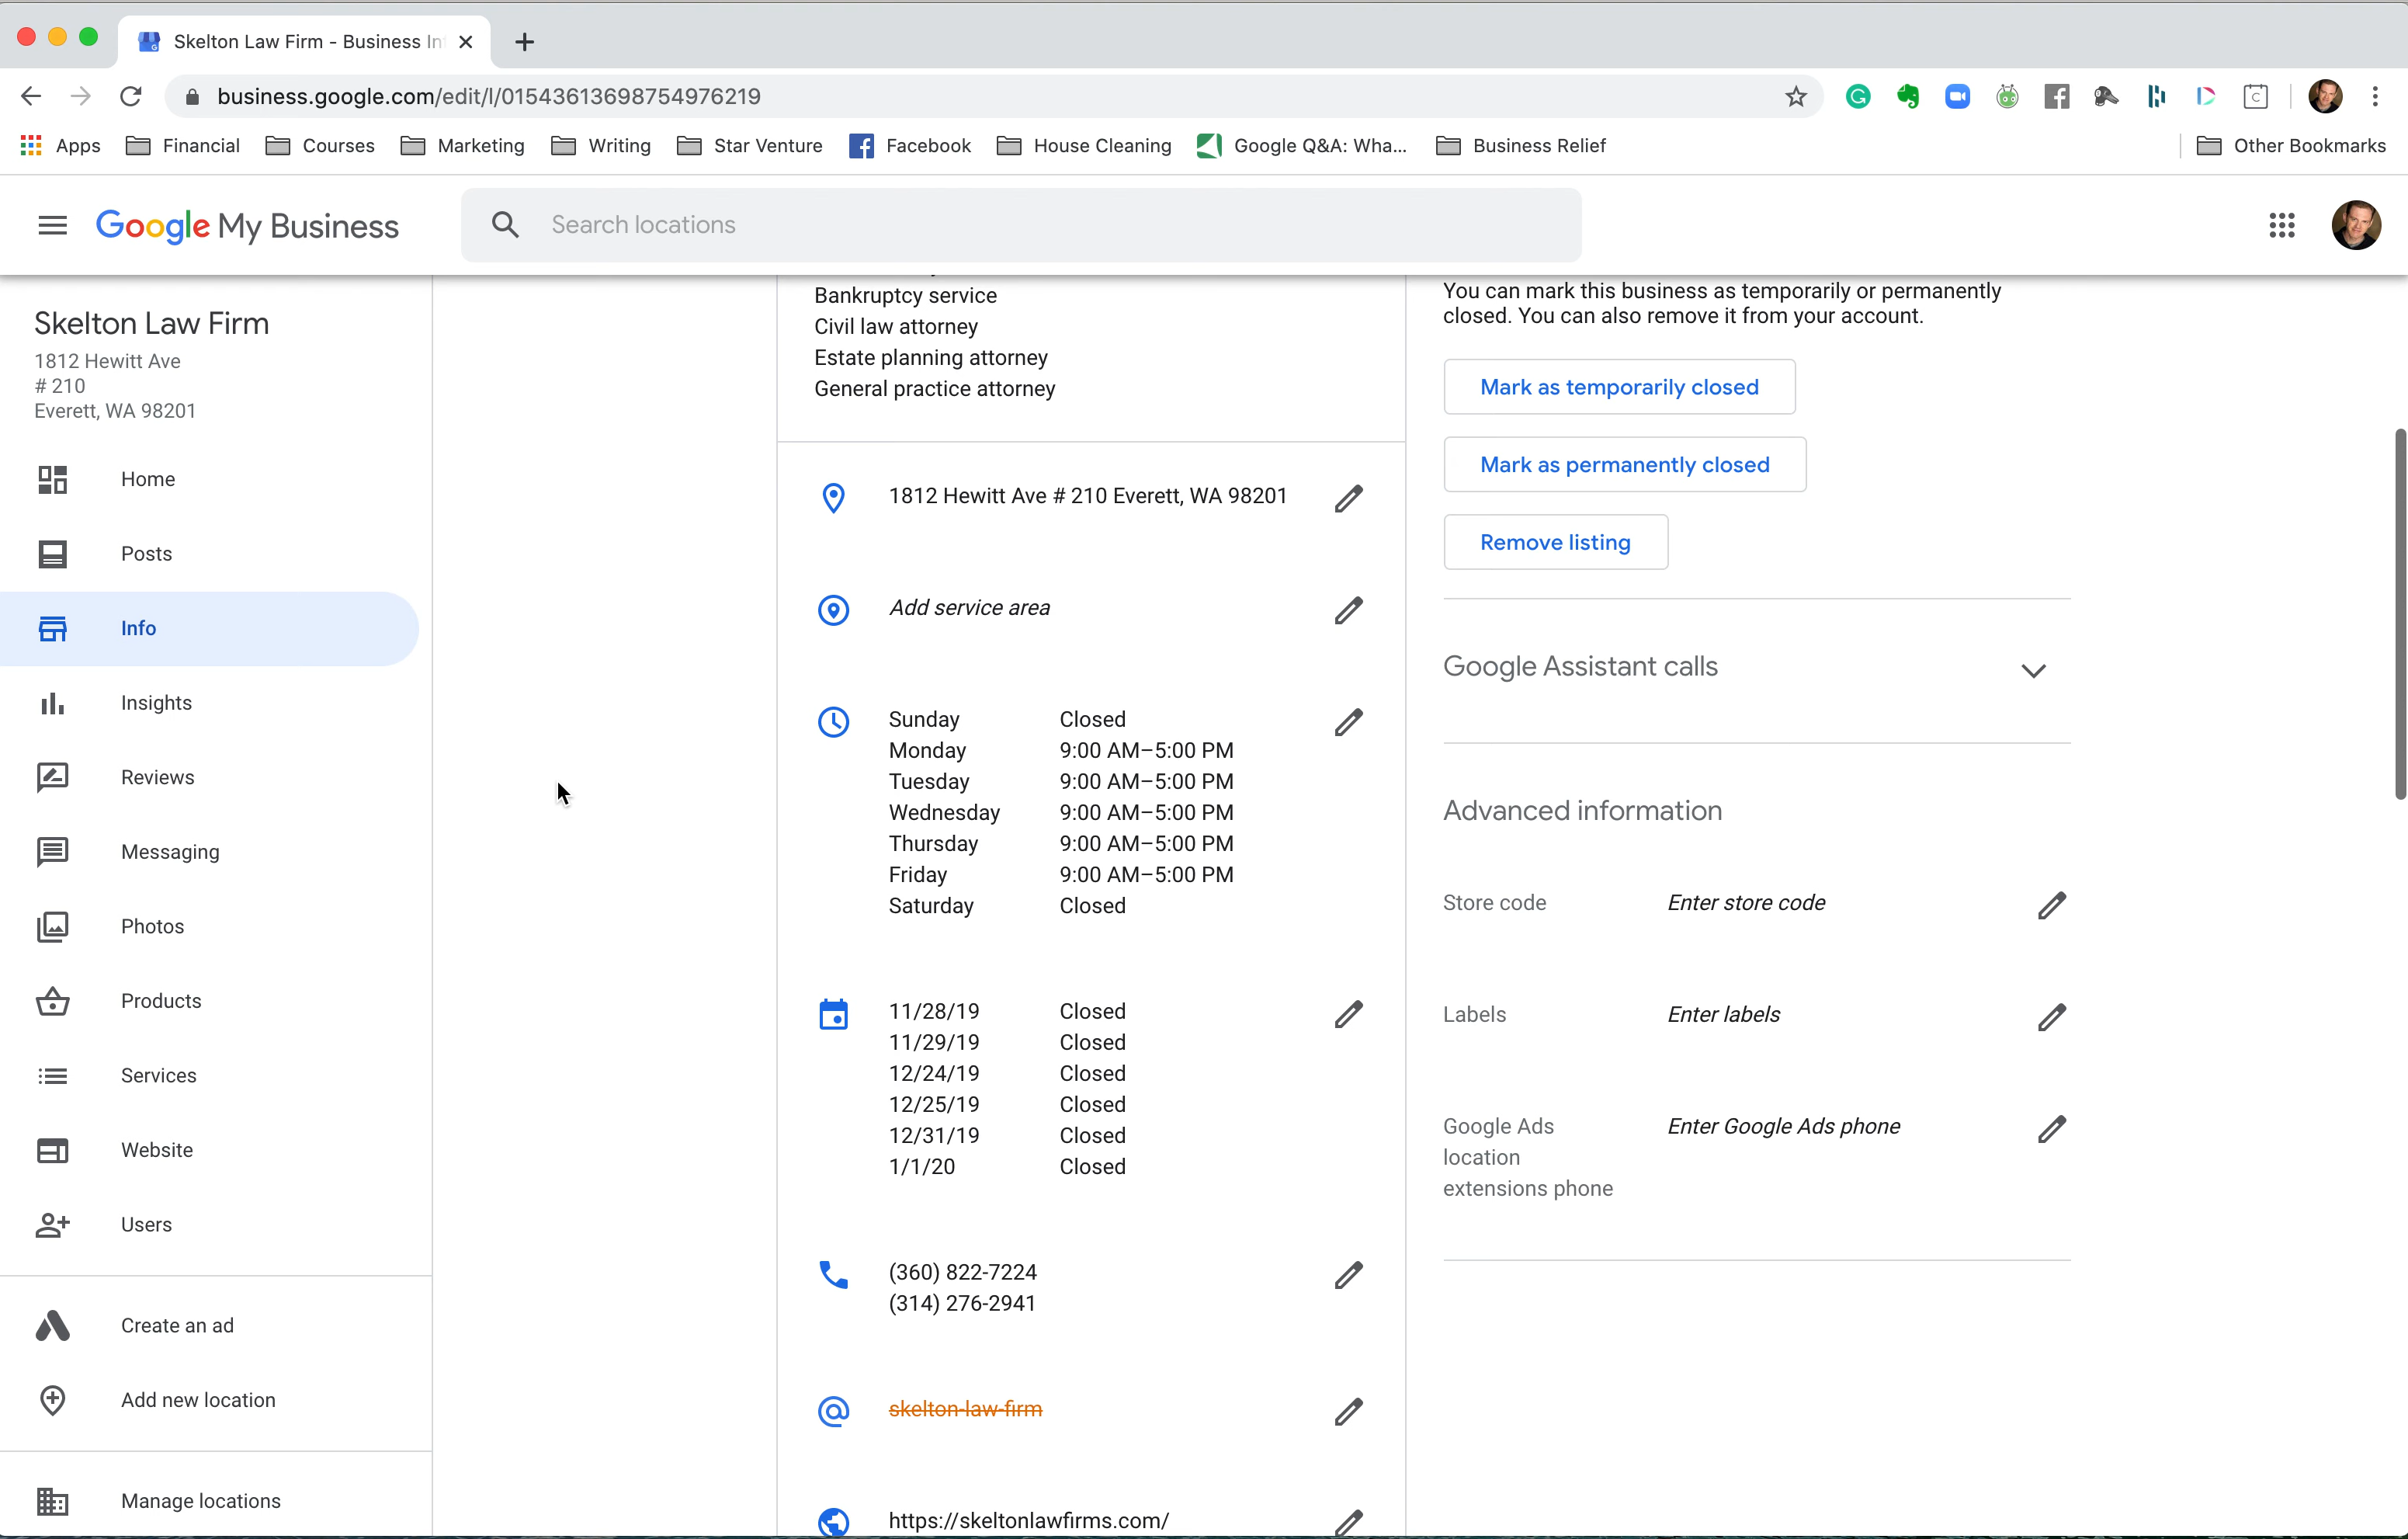 Skelton Law Firm - Business In
business.google.com/edit/l/01543613698754976219
Apps Financial Courses Marketing Writing Star Venture Facebook House Cleaning Google Q&A: Wha... Business Relief Other Bookmarks
Google My Business
Search locations
Skelton Law Firm
1812 Hewitt Ave
# 210
Everett, WA 98201
Home
Posts
Info
Insights
Reviews
Messaging
Photos
Products
Services
Website
Users
Create an ad
Add new location
Manage locations
Bankruptcy service
Civil law attorney
Estate planning attorney
General practice attorney
1812 Hewitt Ave # 210 Everett, WA 98201
Add service area
Sunday Closed
Monday 9:00 AM–5:00 PM
Tuesday 9:00 AM–5:00 PM
Wednesday 9:00 AM–5:00 PM
Thursday 9:00 AM–5:00 PM
Friday 9:00 AM–5:00 PM
Saturday Closed
11/28/19 Closed
11/29/19 Closed
12/24/19 Closed
12/25/19 Closed
12/31/19 Closed
1/1/20 Closed
(360) 822-7224
(314) 276-2941
skelton-law-firm
https://skeltonlawfirms.com/
You can mark this business as temporarily or permanently
closed. You can also remove it from your account.
Mark as temporarily closed
Mark as permanently closed
Remove listing
Google Assistant calls
Advanced information
Store code Enter store code
Labels Enter labels
Google Ads Enter Google Ads phone
location
extensions phone